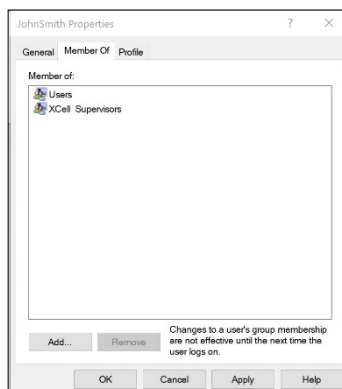 JohnSmith Properties ? ×
General Member Of Profile
Member of:
Users
XCell Supervisors
Add... Remove
Changes to a user's group membership
are not effective until the next time the
user logs on.
OK Cancel Apply Help